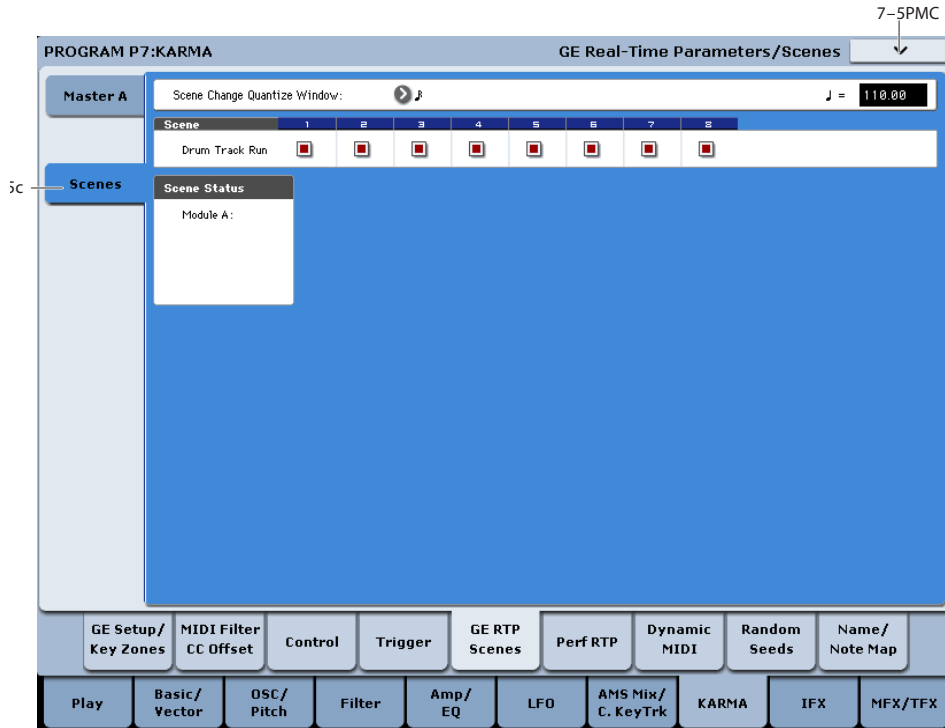 7–5PMC
PROGRAM P7:KARMA
GE Real-Time Parameters/Scenes
Master A
Scene Change Quantize Window:
♪
♩ = 110.00
Scene 1 2 3 4 5 6 7 8
Drum Track Run
5c
Scenes
Scene Status
Module A:
GE Setup/
Key Zones
MIDI Filter
CC Offset
Control
Trigger
GE RTP
Scenes
Perf RTP
Dynamic
MIDI
Random
Seeds
Name/
Note Map
Play
Basic/
Vector
OSC/
Pitch
Filter
Amp/
EQ
LFO
AMS Mix/
C. KeyTrk
KARMA
IFX
MFX/TFX